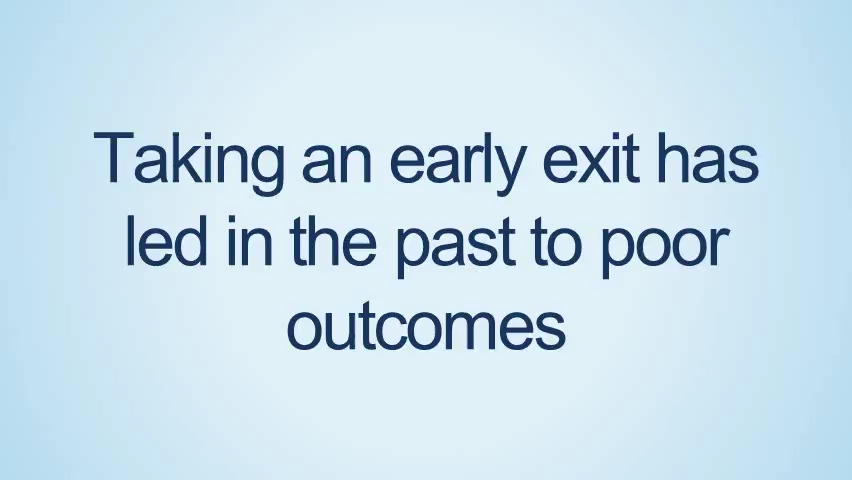 Taking an early exit has
led in the past to poor
outcomes